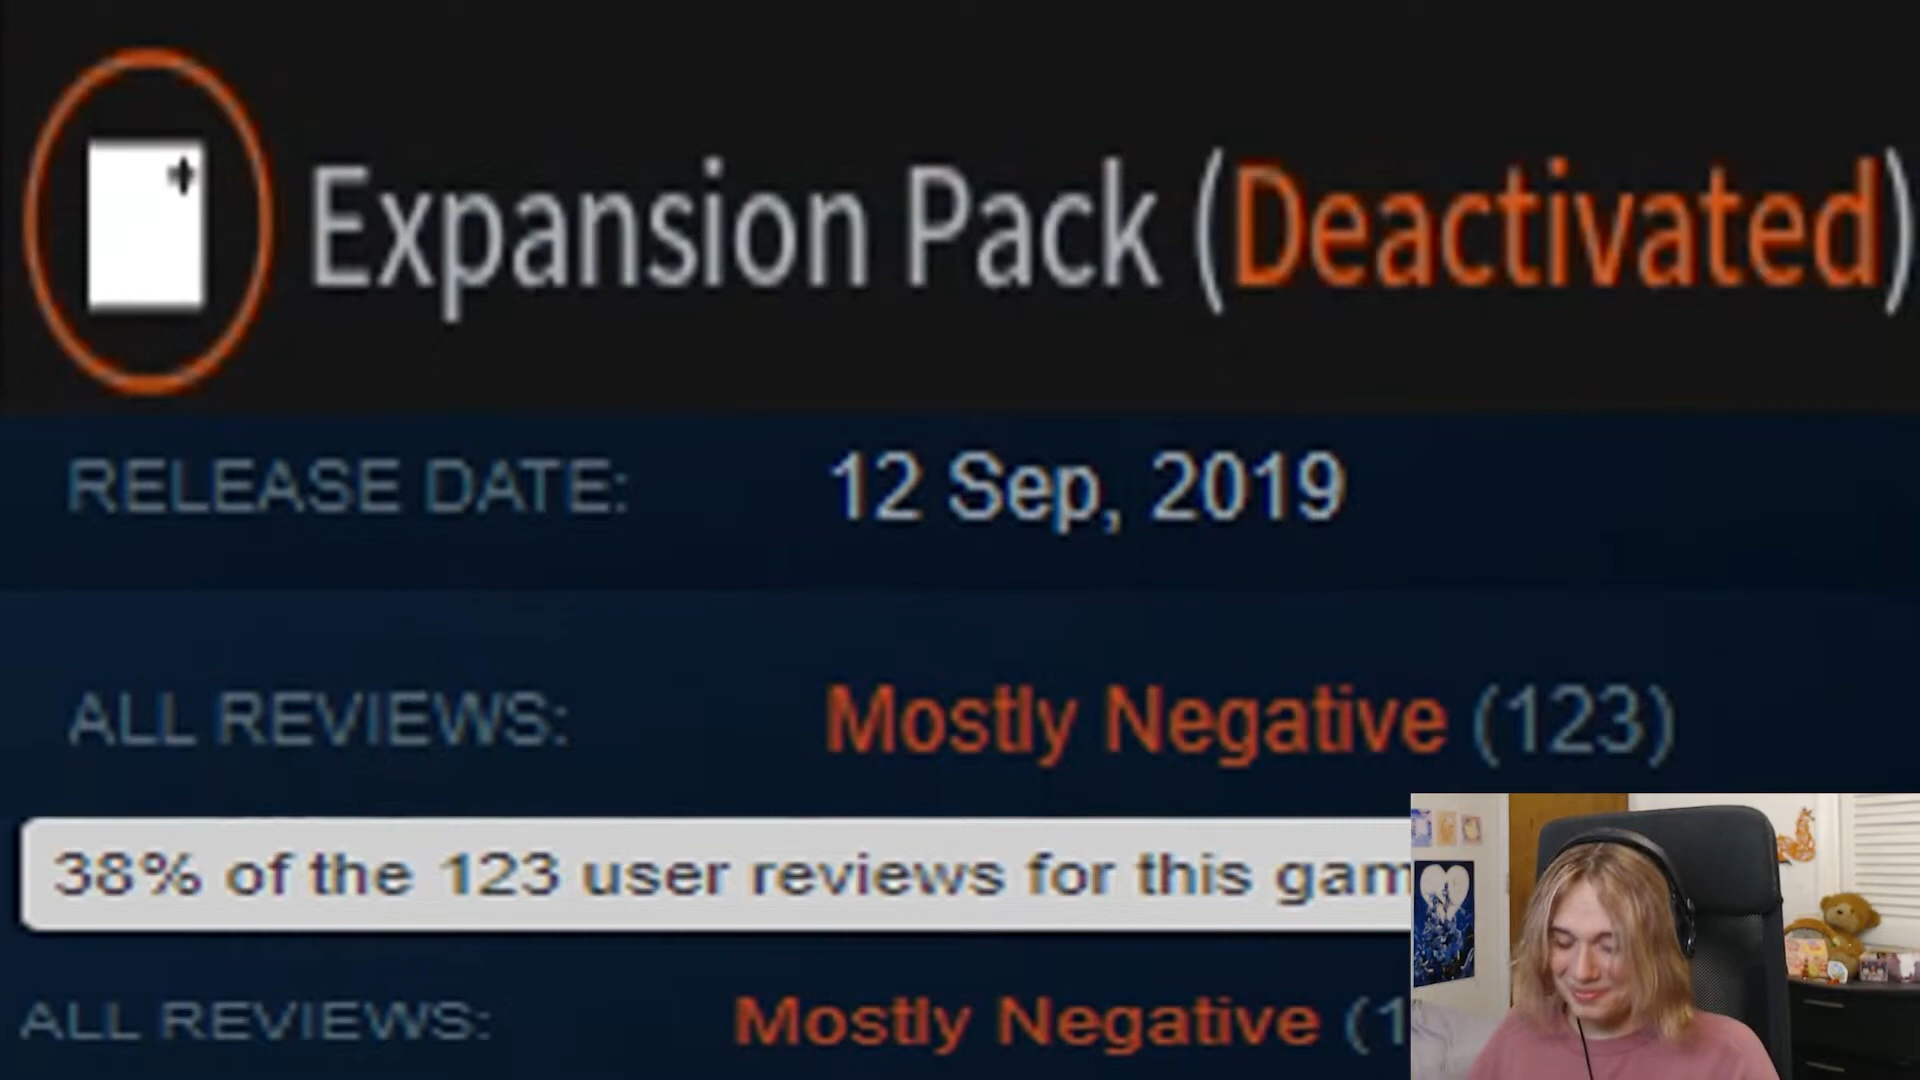 Expansion Pack (Deactivated)
RELEASE DATE: 12 Sep, 2019
ALL REVIEWS: Mostly Negative (123)
38% of the 123 user reviews for this gam
ALL REVIEWS: Mostly Negative (1